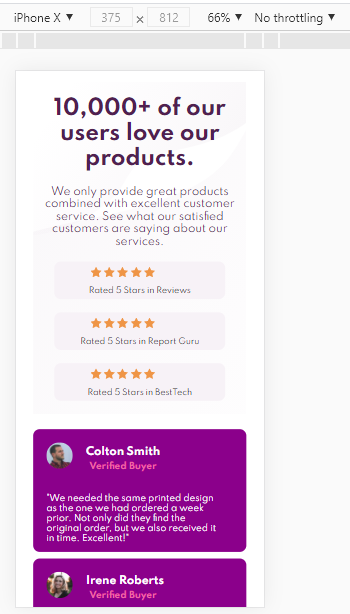 iPhone X ▼ 375 × 812 66% ▼ No throttling ▼
10,000+ of our
users love our
products.
We only provide great products
combined with excellent customer
service. See what our satisfied
customers are saying about our
services.
Rated 5 Stars in Reviews
Rated 5 Stars in Report Guru
Rated 5 Stars in BestTech
Colton Smith
Verified Buyer
"We needed the same printed design
as the one we had ordered a week
prior. Not only did they find the
original order, but we also received it
in time. Excellent!"
Irene Roberts
Verified Buyer